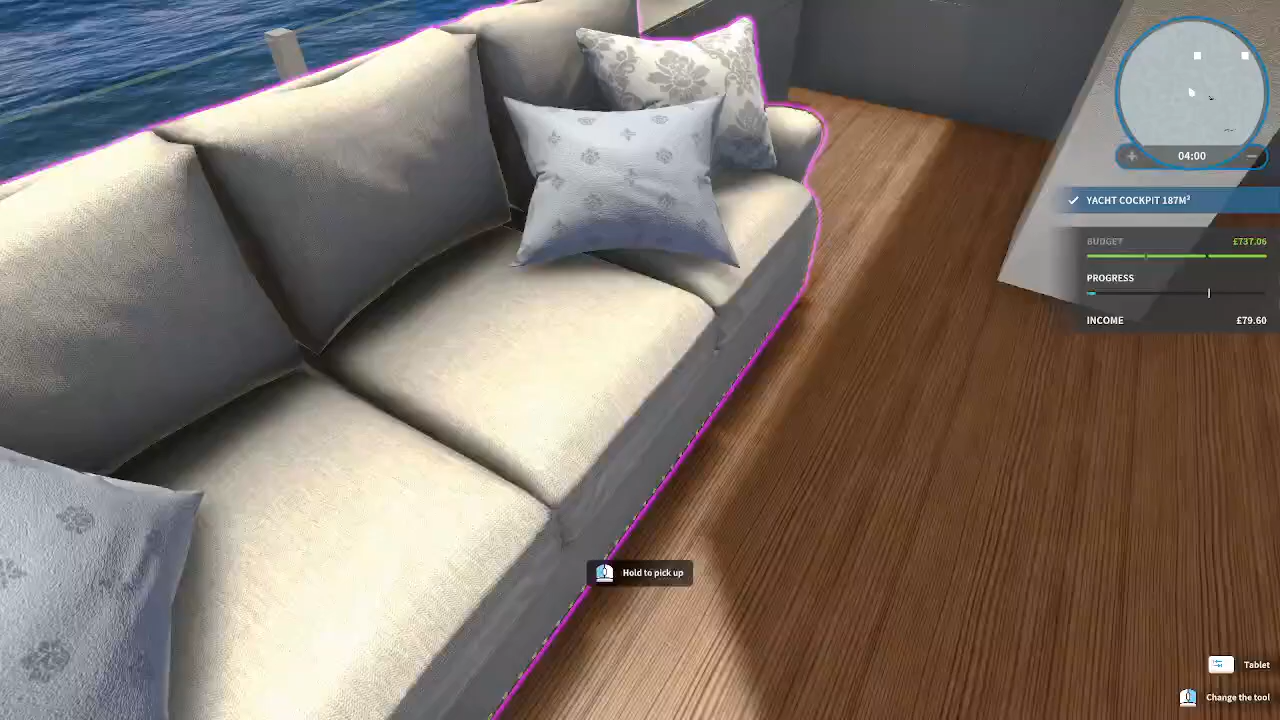 04:00
YACHT COCKPIT 187M³
BUDGET £737.06
PROGRESS
INCOME £79.60
Hold to pick up
Tablet
Change the tool